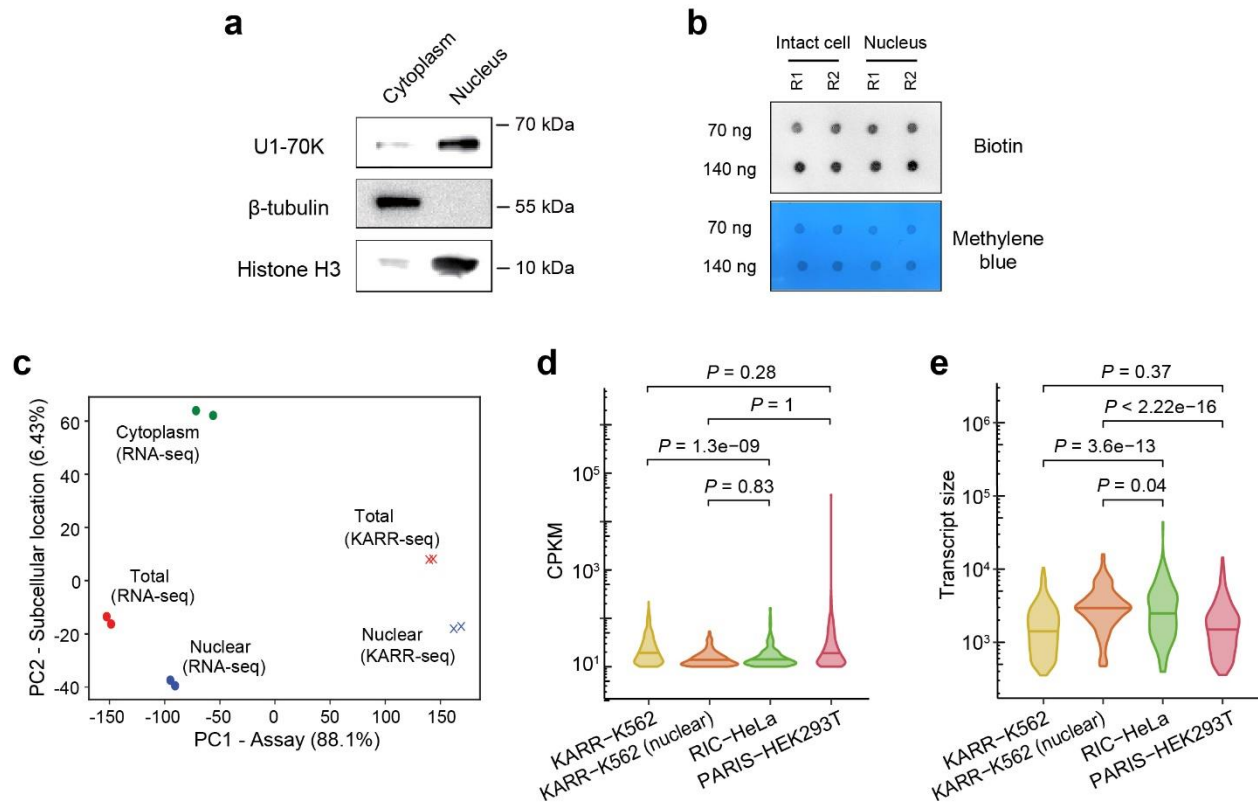 a
Cytoplasm
Nucleus
U1-70K
70 kDa
β-tubulin
55 kDa
Histone H3
10 kDa
b
Intact cell Nucleus
R1 R2 R1 R2
70 ng
140 ng
Biotin
70 ng
140 ng
Methylene
blue
c
PC2 - Subcellular location (6.43%)
60
40
20
0
-20
-40
Cytoplasm
(RNA-seq)
Total
(KARR-seq)
Total
(RNA-seq)
Nuclear
(RNA-seq)
Nuclear
(KARR-seq)
-150 -100 -50 0 50 100 150
PC1 - Assay (88.1%)
d
P = 0.28
P = 1
P = 1.3e−09
P = 0.83
CPKM
10⁵
10³
10¹
KARR−K562
KARR−K562 (nuclear)
RIC−HeLa
PARIS−HEK293T
e
P = 0.37
P < 2.22e−16
P = 3.6e−13
P = 0.04
Transcript size
10⁶
10⁵
10⁴
10³
KARR−K562
KARR−K562 (nuclear)
RIC−HeLa
PARIS−HEK293T